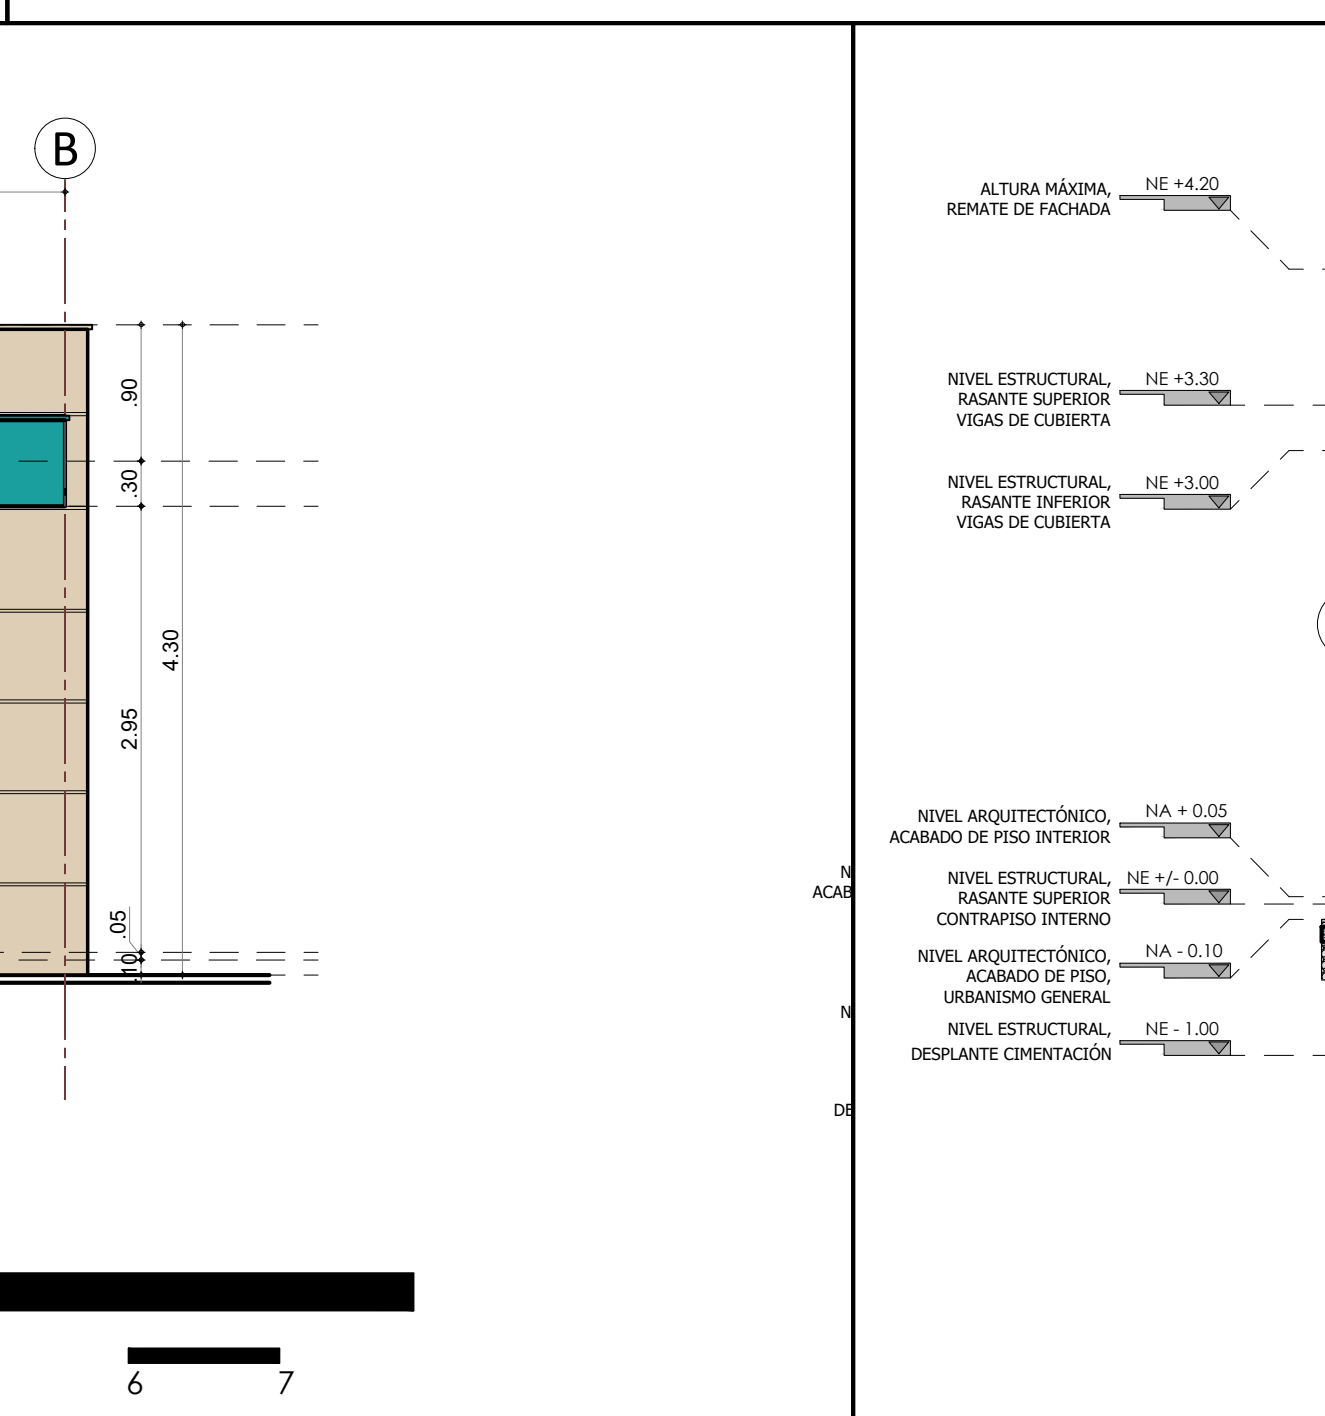 B
.90
.30
4.30
2.95
.05
.10
6 7
N
ACAB
N
DE
ALTURA MÁXIMA,
REMATE DE FACHADA
NE +4.20
NIVEL ESTRUCTURAL,
RASANTE SUPERIOR
VIGAS DE CUBIERTA
NE +3.30
NIVEL ESTRUCTURAL,
RASANTE INFERIOR
VIGAS DE CUBIERTA
NE +3.00
NIVEL ARQUITECTÓNICO,
ACABADO DE PISO INTERIOR
NA + 0.05
NIVEL ESTRUCTURAL,
RASANTE SUPERIOR
CONTRAPISO INTERNO
NE +/- 0.00
NIVEL ARQUITECTÓNICO,
ACABADO DE PISO,
URBANISMO GENERAL
NA - 0.10
NIVEL ESTRUCTURAL,
DESPLANTE CIMENTACIÓN
NE - 1.00